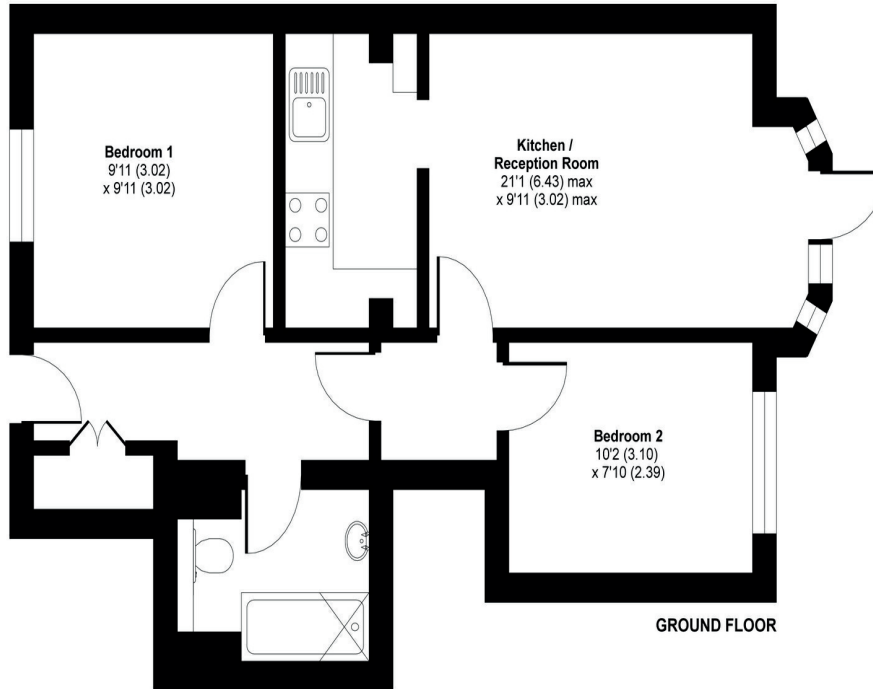 Bedroom 1
9'11 (3.02)
x 9'11 (3.02)
Kitchen /
Reception Room
21'1 (6.43) max
x 9'11 (3.02) max
Bedroom 2
10'2 (3.10)
x 7'10 (2.39)
GROUND FLOOR